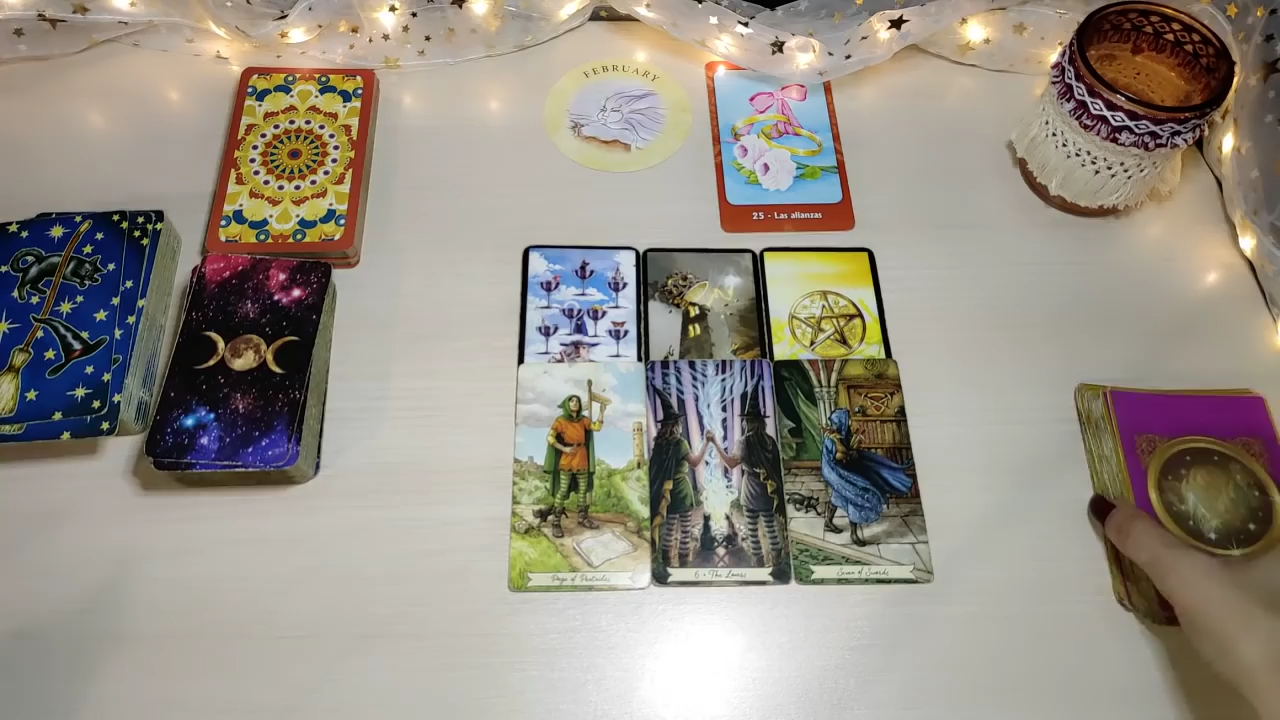 FEBRUARY
25 - Las alianzas
Page of Pentacles
6 • The Lovers
Seven of Swords